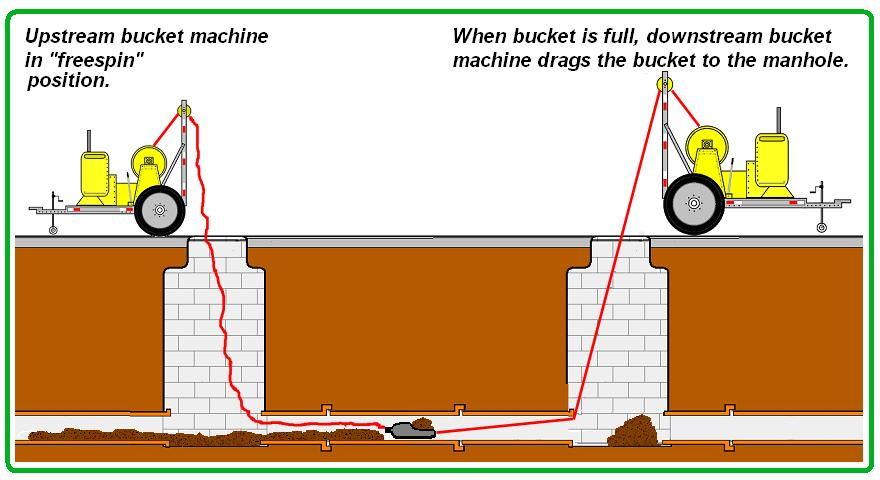 Upstream bucket machine
in "freespin"
position.
When bucket is full, downstream bucket
machine drags the bucket to the manhole.